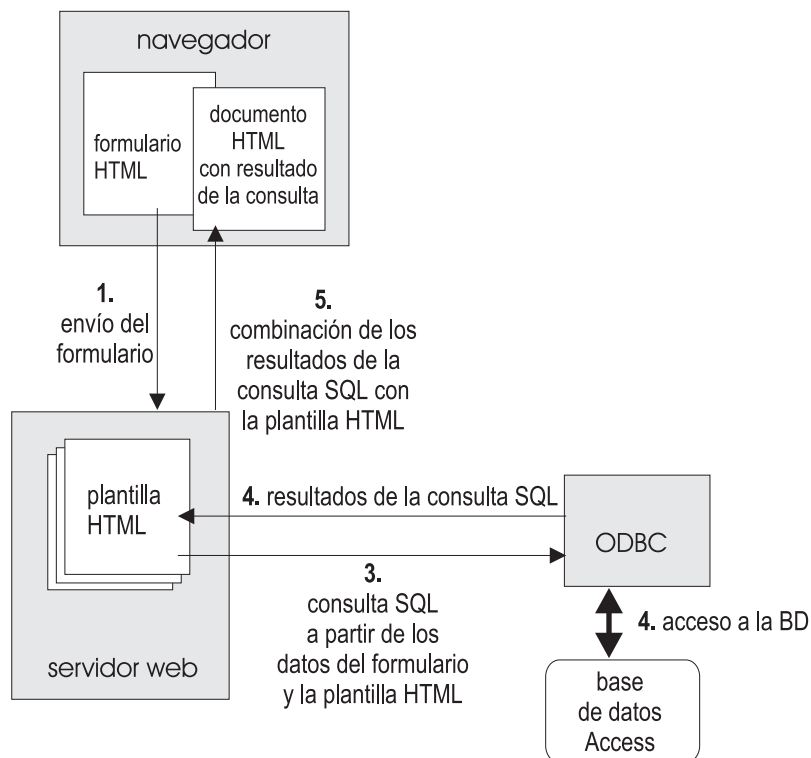 navegador
formulario
HTML
documento
HTML
con resultado
de la consulta
1.
envío del
formulario
5.
combinación de los
resultados de la
consulta SQL con
la plantilla HTML
plantilla
HTML
servidor web
4. resultados de la consulta SQL
3.
consulta SQL
a partir de los
datos del formulario
y la plantilla HTML
ODBC
4. acceso a la BD
base
de datos
Access